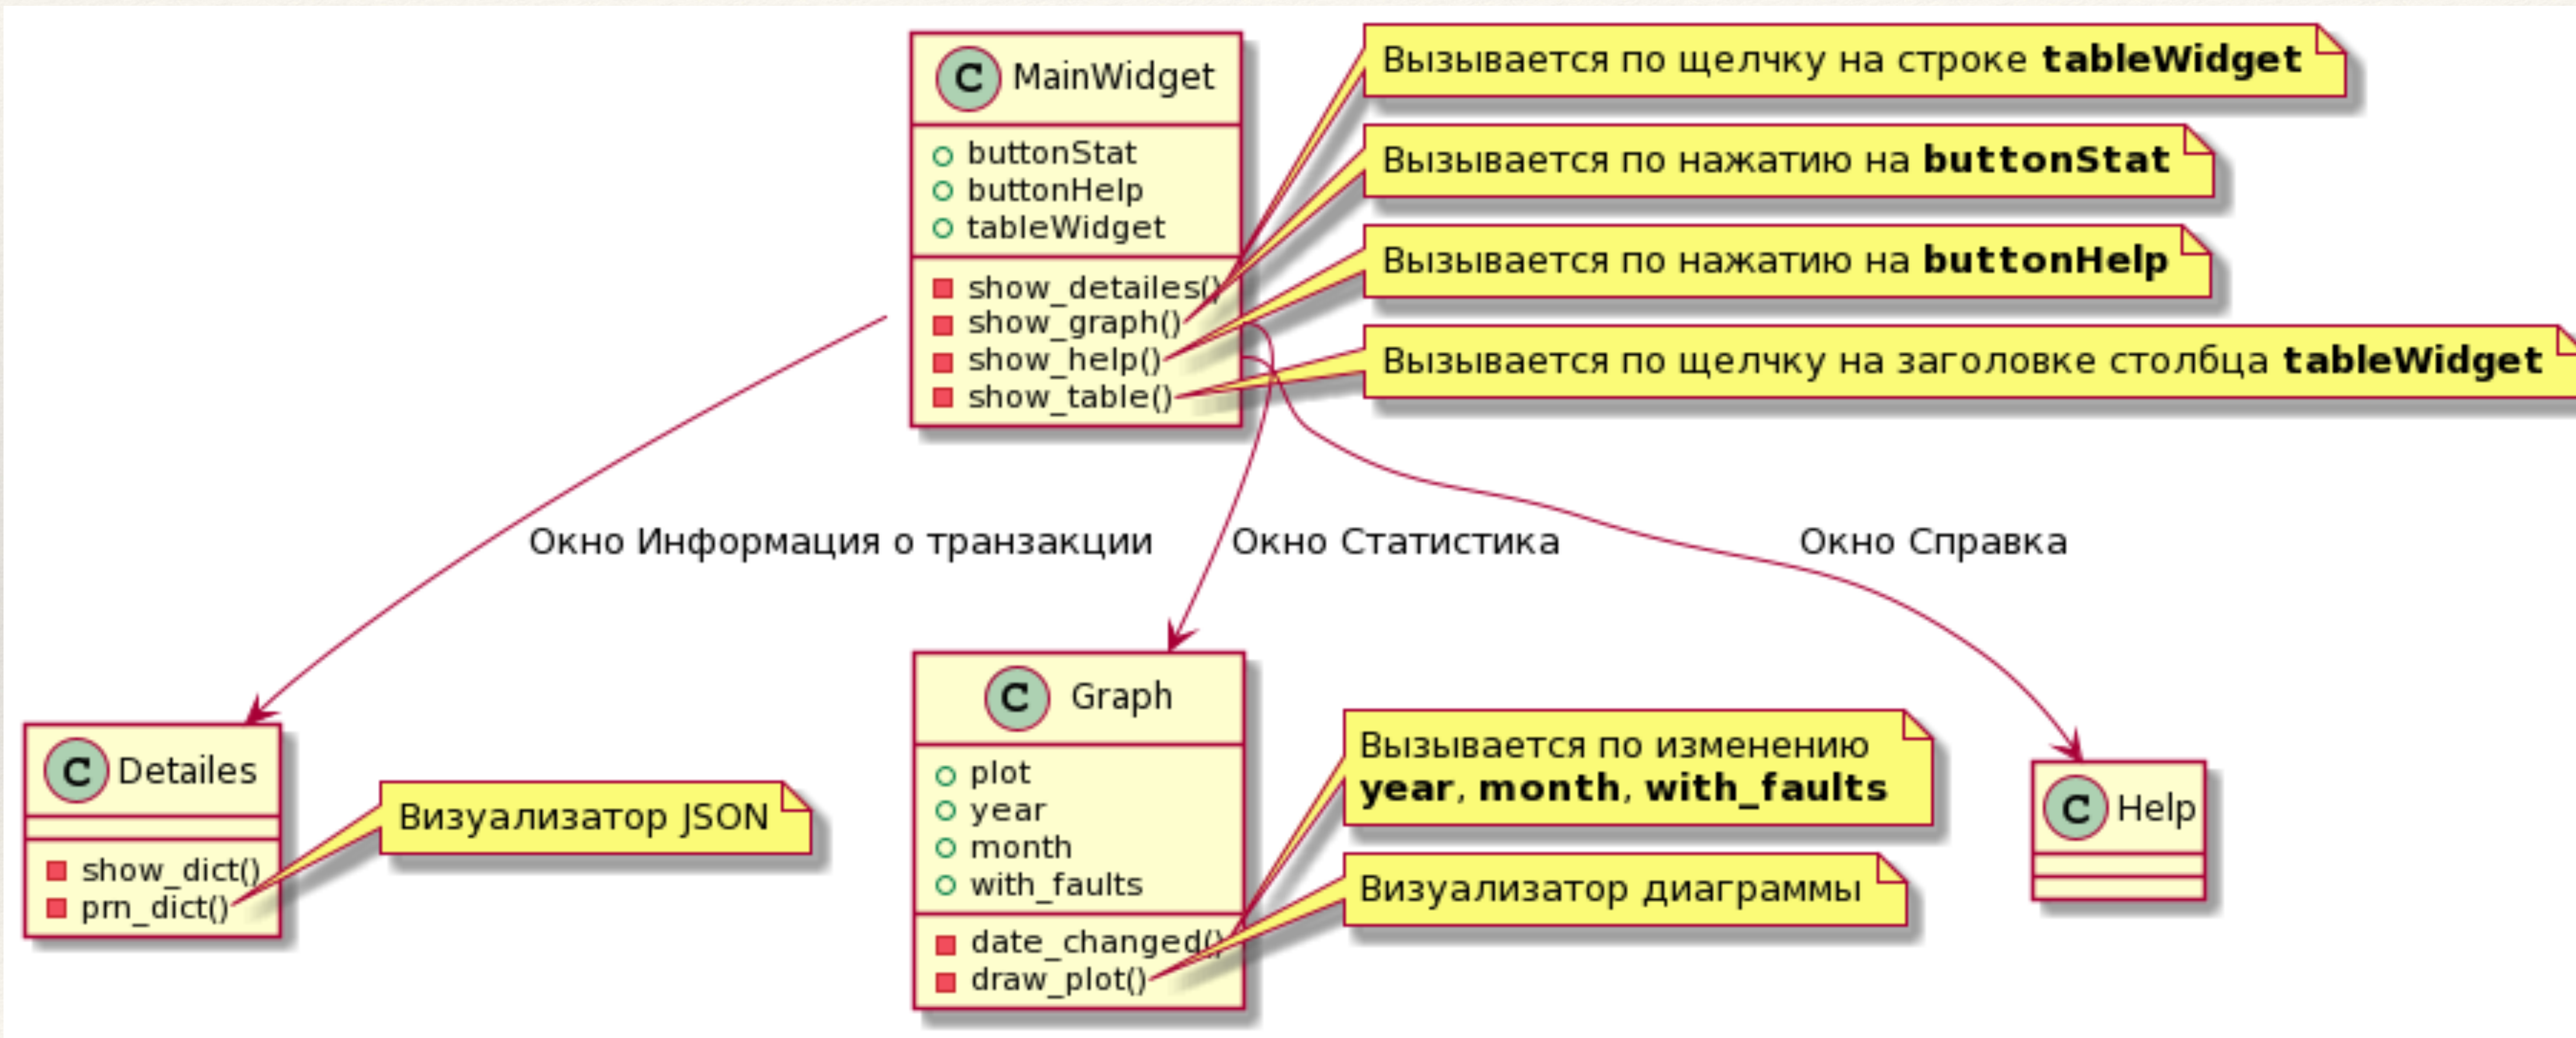 C MainWidget
buttonStat
buttonHelp
tableWidget
show_detailes()
show_graph()
show_help()
show_table()
Вызывается по щелчку на строке tableWidget
Вызывается по нажатию на buttonStat
Вызывается по нажатию на buttonHelp
Вызывается по щелчку на заголовке столбца tableWidget
Окно Информация о транзакции
Окно Статистика
Окно Справка
C Detailes
show_dict()
prn_dict()
Визуализатор JSON
C Graph
plot
year
month
with_faults
date_changed()
draw_plot()
Вызывается по изменению
year, month, with_faults
Визуализатор диаграммы
C Help